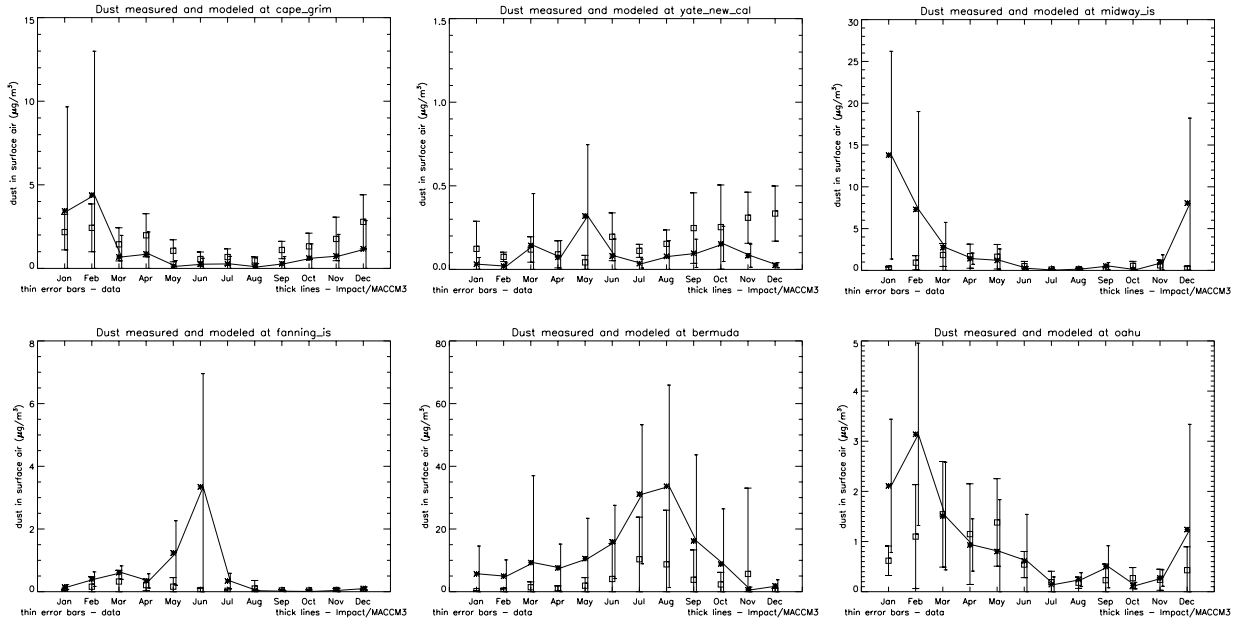 Dust measured and modeled at cape_grim
dust in surface air (μg/m³)
15
10
5
0
Jan Feb Mar Apr May Jun Jul Aug Sep Oct Nov Dec
thin error bars - data
thick lines - Impact/MACCM3
Dust measured and modeled at yate_new_cal
dust in surface air (μg/m³)
1.5
1.0
0.5
0.0
Jan Feb Mar Apr May Jun Jul Aug Sep Oct Nov Dec
thin error bars - data
thick lines - Impact/MACCM3
Dust measured and modeled at midway_is
dust in surface air (μg/m³)
30
25
20
15
10
5
0
Jan Feb Mar Apr May Jun Jul Aug Sep Oct Nov Dec
thin error bars - data
thick lines - Impact/MACCM3
Dust measured and modeled at fanning_is
dust in surface air (μg/m³)
8
6
4
2
0
Jan Feb Mar Apr May Jun Jul Aug Sep Oct Nov Dec
thin error bars - data
thick lines - Impact/MACCM3
Dust measured and modeled at bermuda
dust in surface air (μg/m³)
80
60
40
20
0
Jan Feb Mar Apr May Jun Jul Aug Sep Oct Nov Dec
thin error bars - data
thick lines - Impact/MACCM3
Dust measured and modeled at oahu
dust in surface air (μg/m³)
5
4
3
2
1
0
Jan Feb Mar Apr May Jun Jul Aug Sep Oct Nov Dec
thin error bars - data
thick lines - Impact/MACCM3